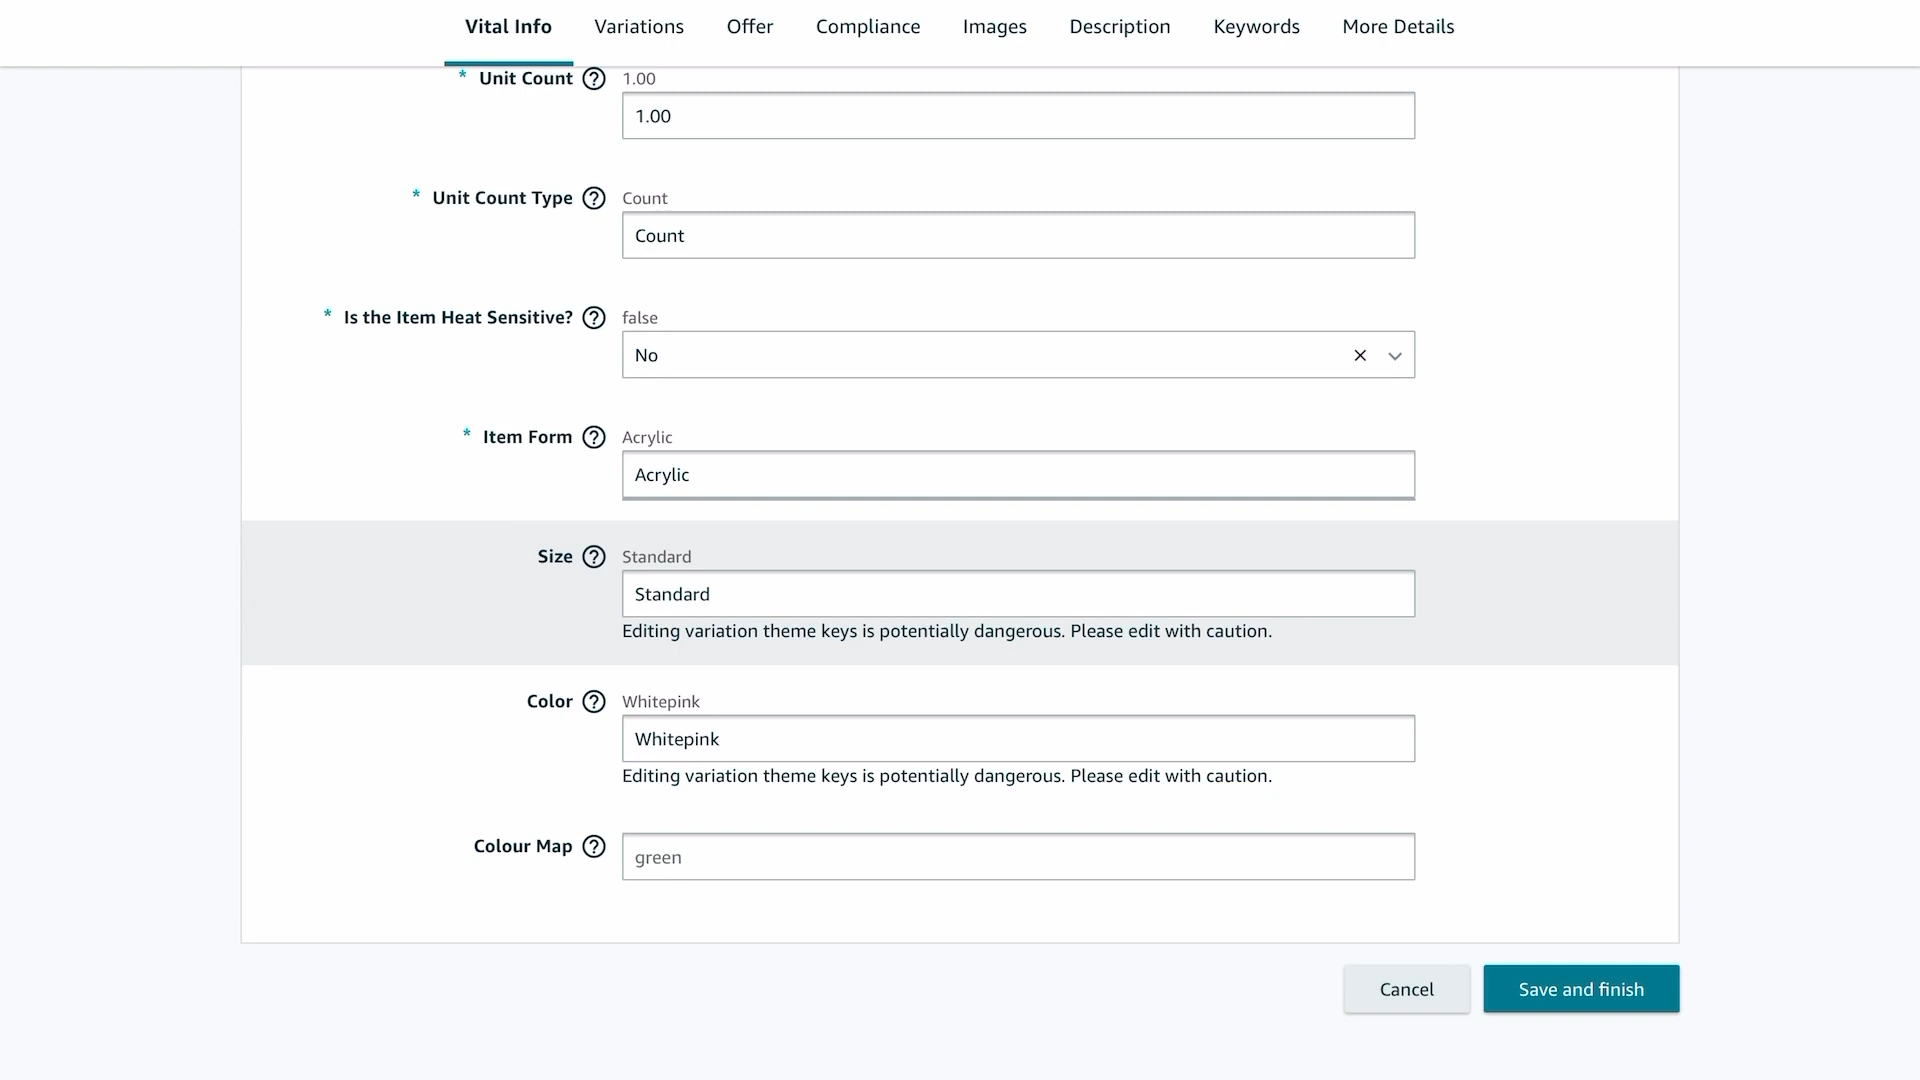 Vital Info Variations Offer Compliance Images Description Keywords More Details
* Unit Count ? 1.00
1.00
* Unit Count Type ? Count
Count
* Is the Item Heat Sensitive? ? false
No
* Item Form ? Acrylic
Acrylic
Size ? Standard
Standard
Editing variation theme keys is potentially dangerous. Please edit with caution.
Color ? Whitepink
Whitepink
Editing variation theme keys is potentially dangerous. Please edit with caution.
Colour Map ? green
Cancel Save and finish